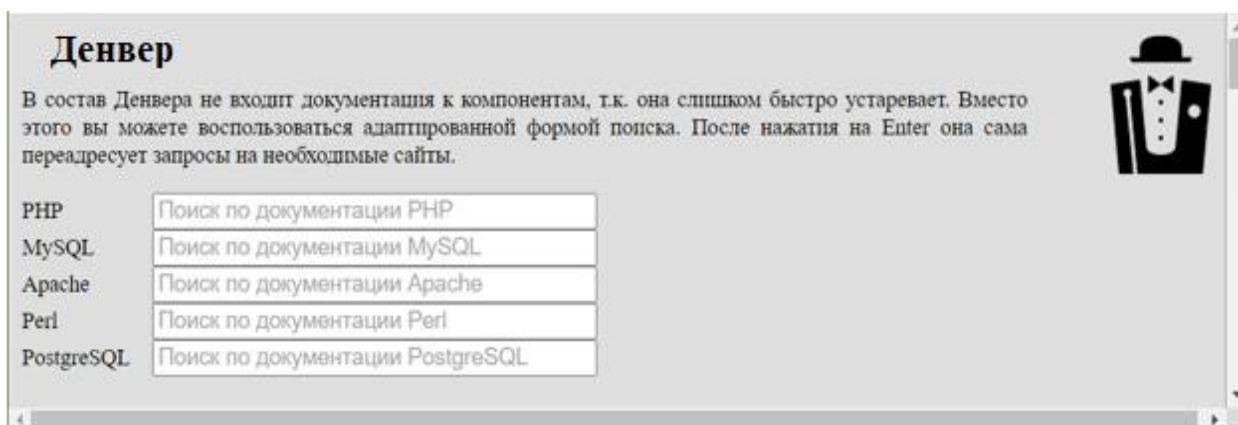 Денвер
В состав Денвера не входит документация к компонентам, т.к. она слишком быстро устаревает. Вместо
этого вы можете воспользоваться адаптированной формой поиска. После нажатия на Enter она сама
переадресует запросы на необходимые сайты.
PHP Поиск по документации PHP
MySQL Поиск по документации MySQL
Apache Поиск по документации Apache
Perl Поиск по документации Perl
PostgreSQL Поиск по документации PostgreSQL